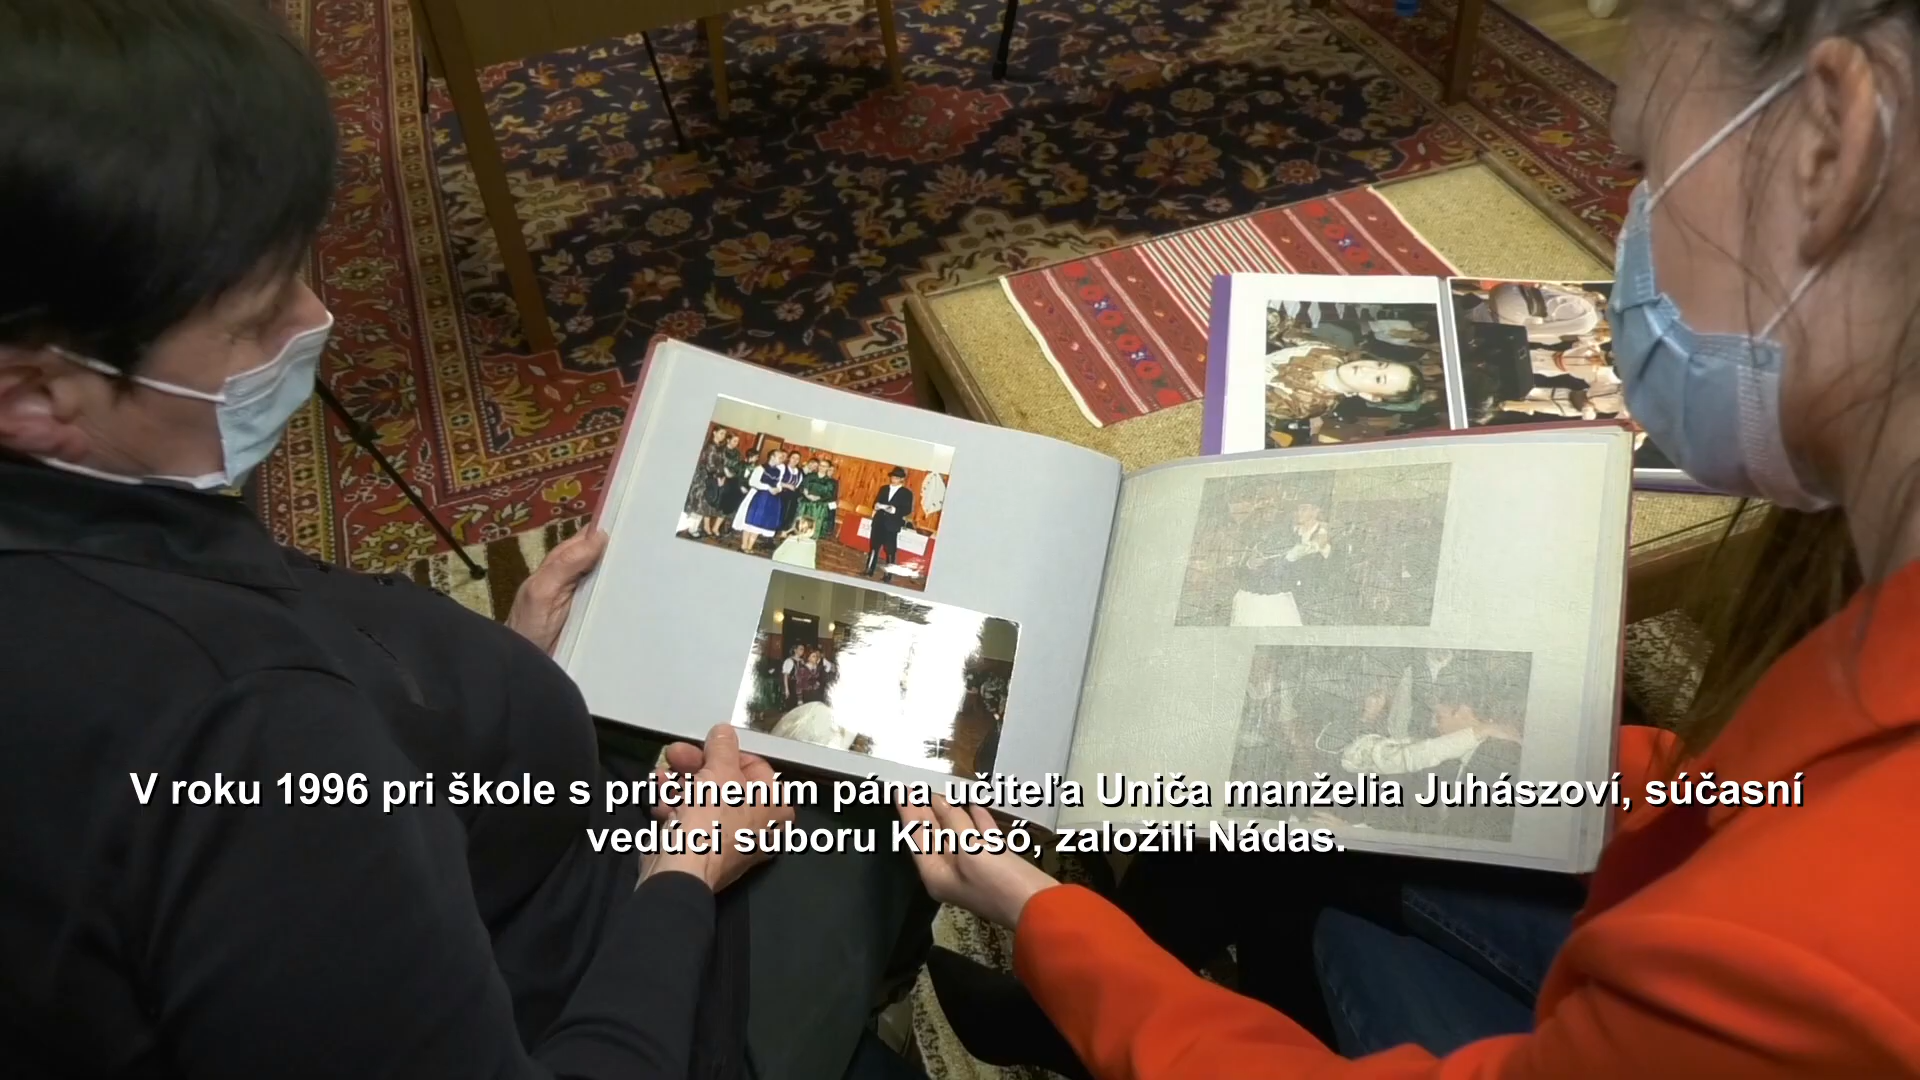 V roku 1996 pri škole s pričinením pána učiteľa Uniča manželia Juhászoví, súčasní
vedúci súboru Kincső, založili Nádas.